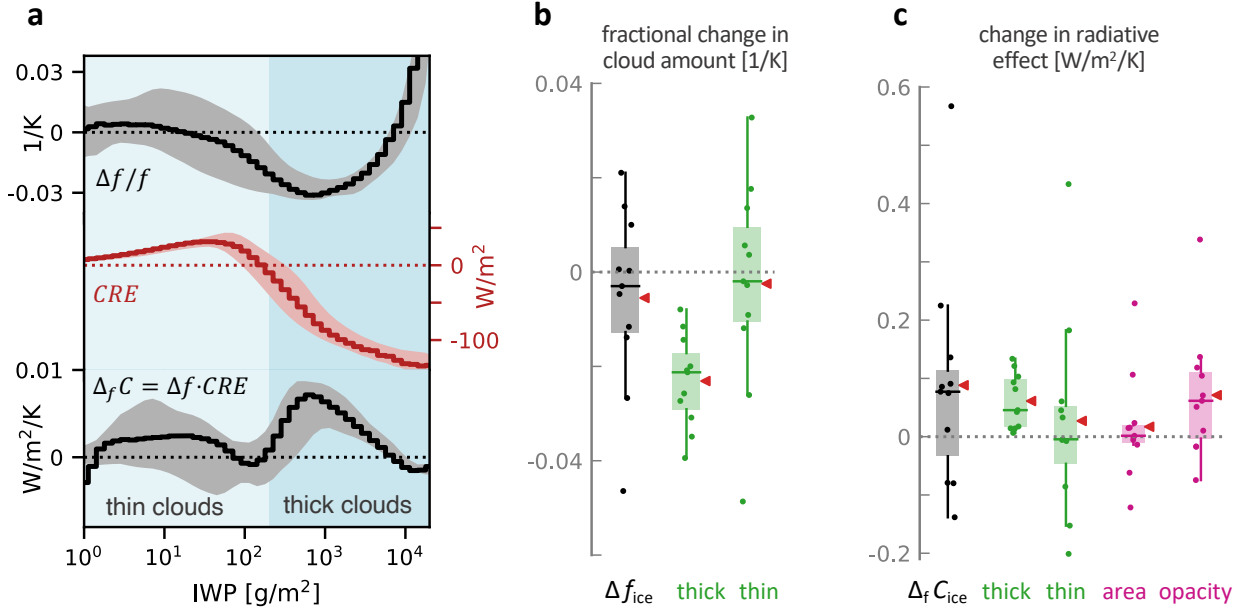 a
0.03
0
-0.03
1/K
Δf/f
CRE
0
-100
W/m²
0.01
0
W/m²/K
Δ_f C = Δf·CRE
thin clouds
thick clouds
10⁰
10¹
10²
10³
10⁴
IWP [g/m²]
b
fractional change in
cloud amount [1/K]
0.04
0
-0.04
Δf_ice
thick
thin
c
change in radiative
effect [W/m²/K]
0.6
0.4
0.2
0
-0.2
Δ_f C_ice
thick
thin
area
opacity